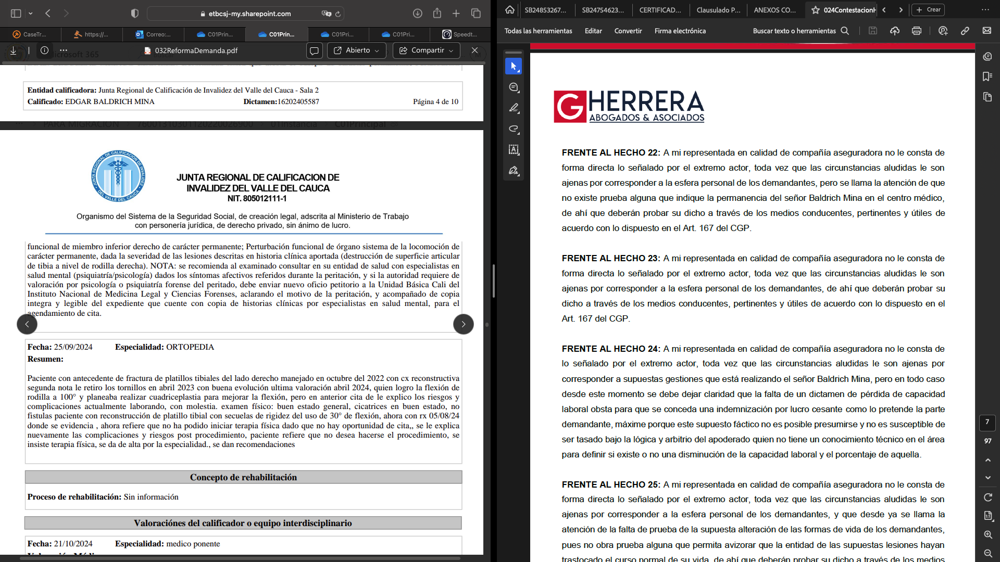 etbcsj-my.sharepoint.com
CaseTr...
https://...
Correo:...
C01Prin...
C01Prin...
C01Pri...
C01Pri...
Speedt...
Microsoft 365
032ReformaDemanda.pdf
Abierto
Compartir
Entidad calificadora: Junta Regional de Calificación de Invalidez del Valle del Cauca - Sala 2
Calificado: EDGAR BALDRICH MINA
Dictamen:16202405587
Página 4 de 10
PARA MIGRACION
76001310301120220026900
01Instancia
C01Principal
JUNTA REGIONAL DE CALIFICACION DE INVALIDEZ
DEL VALLE DEL CAUCA
JUNTA REGIONAL DE CALIFICACION DE
INVALIDEZ DEL VALLE DEL CAUCA
NIT. 805012111-1
Organismo del Sistema de la Seguridad Social, de creación legal, adscrita al Ministerio de Trabajo
con personería jurídica, de derecho privado, sin ánimo de lucro.
funcional de miembro inferior derecho de carácter permanente; Perturbación funcional de órgano sistema de la locomoción de
carácter permanente, dada la severidad de las lesiones descritas en historia clínica aportada (destrucción de superficie articular
de tibia a nivel de rodilla derecha). NOTA: se recomienda al examinado consultar en su entidad de salud con especialistas en
salud mental (psiquiatría/psicología) dados los síntomas afectivos referidos durante la peritación, y si la autoridad requiere de
valoración por psicología o psiquiatría forense del peritado, debe enviar nuevo oficio petitorio a la Unidad Básica Cali del
Instituto Nacional de Medicina Legal y Ciencias Forenses, aclarando el motivo de la peritación, y acompañado de copia
integra y legible del expediente que cuente con copia de historias clínicas por especialistas en salud mental, para el
agendamiento de cita.
Fecha: 25/09/2024
Especialidad: ORTOPEDIA
Resumen:
Paciente con antecedente de fractura de platillos tibiales del lado derecho manejado en octubre del 2022 con cx reconstructiva
segunda nota le retiro los tornillos en abril 2023 con buena evolución ultima valoración abril 2024, quien logro la flexión de
rodilla a 100° y planeaba realizar cuadriceplastia para mejorar la flexión, pero en anterior cita de le explico los riesgos y
complicaciones actualmente laborando, con molestia. examen físico: buen estado general, cicatrices en buen estado, no
fistulas paciente con reconstrucción de platillo tibial con secuelas de rigidez del uso de 30° de flexión, ahora con rx 05/08/24
donde se evidencia , ahora refiere que no ha podido iniciar terapia física dado que no hay oportunidad de cita,, se le explica
nuevamente las complicaciones y riesgos post procedimiento, paciente refiere que no desea hacerse el procedimiento, se
insiste terapia física, se da de alta por la especialidad., se dan recomendaciones
Concepto de rehabilitación
Proceso de rehabilitación: Sin información
Valoraciónes del calificador o equipo interdisciplinario
Fecha: 21/10/2024
Especialidad: medico ponente
SB24853267...
SB24754623...
CERTIFICAD...
Clausulado P...
ANEXOS CO...
024ContestacionH
Crear
Todas las herramientas
Editar
Convertir
Firma electrónica
Buscar texto o herramientas
G HERRERA
ABOGADOS & ASOCIADOS
FRENTE AL HECHO 22: A mi representada en calidad de compañía aseguradora no le consta de
forma directa lo señalado por el extremo actor, toda vez que las circunstancias aludidas le son
ajenas por corresponder a la esfera personal de los demandantes, pero se llama la atención de que
no existe prueba alguna que indique la permanencia del señor Baldrich Mina en el centro médico,
de ahí que deberán probar su dicho a través de los medios conducentes, pertinentes y útiles de
acuerdo con lo dispuesto en el Art. 167 del CGP.
FRENTE AL HECHO 23: A mi representada en calidad de compañía aseguradora no le consta de
forma directa lo señalado por el extremo actor, toda vez que las circunstancias aludidas le son
ajenas por corresponder a la esfera personal de los demandantes, de ahí que deberán probar su
dicho a través de los medios conducentes, pertinentes y útiles de acuerdo con lo dispuesto en el
Art. 167 del CGP.
FRENTE AL HECHO 24: A mi representada en calidad de compañía aseguradora no le consta de
lo señalado por el extremo actor, toda vez que las circunstancias aludidas le son ajenas por
corresponder a supuestas gestiones que está realizando el señor Baldrich Mina, pero en todo caso
desde este momento se debe dejar claridad que la falta de un dictamen de pérdida de capacidad
laboral obsta para que se conceda una indemnización por lucro cesante como lo pretende la parte
demandante, máxime porque este supuesto fáctico no es posible presumirse y no es susceptible de
ser tasado bajo la lógica y arbitrio del apoderado quien no tiene un conocimiento técnico en el área
para definir si existe o no una disminución de la capacidad laboral y el porcentaje de aquella.
FRENTE AL HECHO 25: A mi representada en calidad de compañía aseguradora no le consta de
forma directa lo señalado por el extremo actor, toda vez que las circunstancias aludidas le son
ajenas por corresponder a la esfera personal de los demandantes, y que desde ya se llama la
atención de la falta de prueba de la supuesta alteración de las formas de vida de los demandantes,
pues no obra prueba alguna que permita avizorar que la entidad de las supuestas lesiones hayan
trastocado el curso normal de su vida, de ahí que deberán probar su dicho a través de los medios
7
97